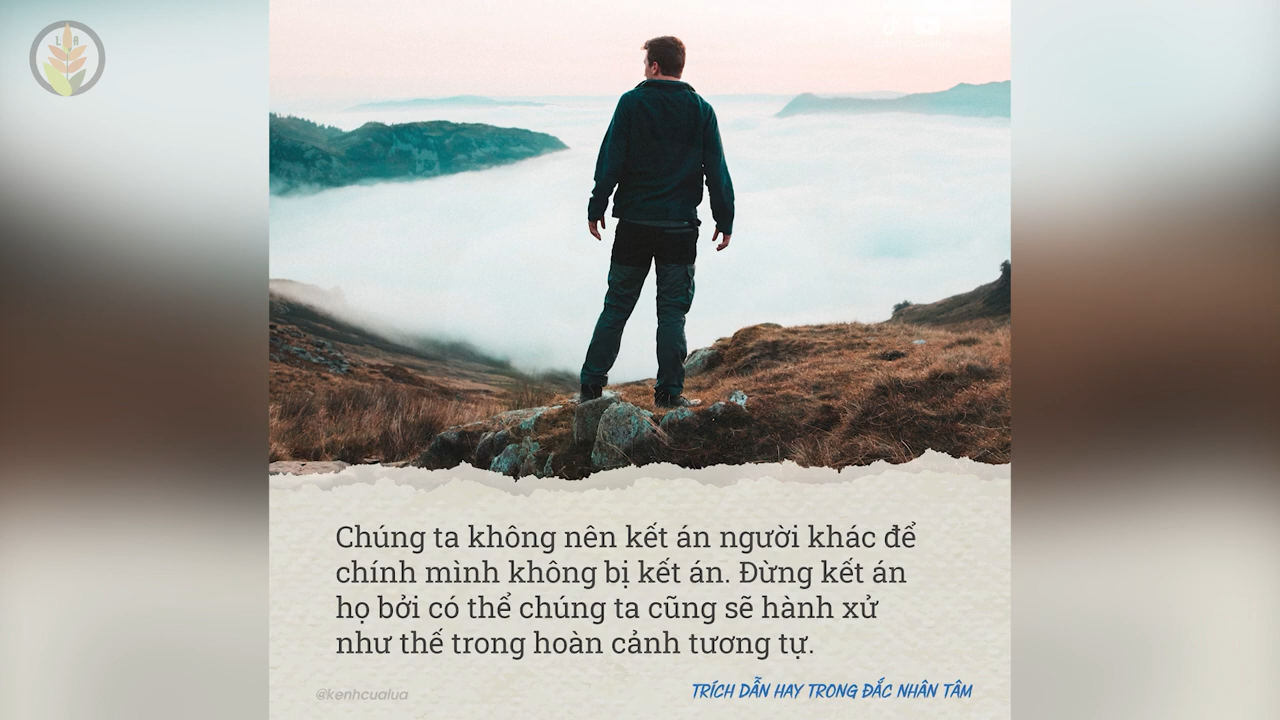 L A
Chúng ta không nên kết án người khác để
chính mình không bị kết án. Đừng kết án
họ bởi có thể chúng ta cũng sẽ hành xử
như thế trong hoàn cảnh tương tự.
@kenhcualua
TRÍCH DẪN HAY TRONG ĐẮC NHÂN TÂM